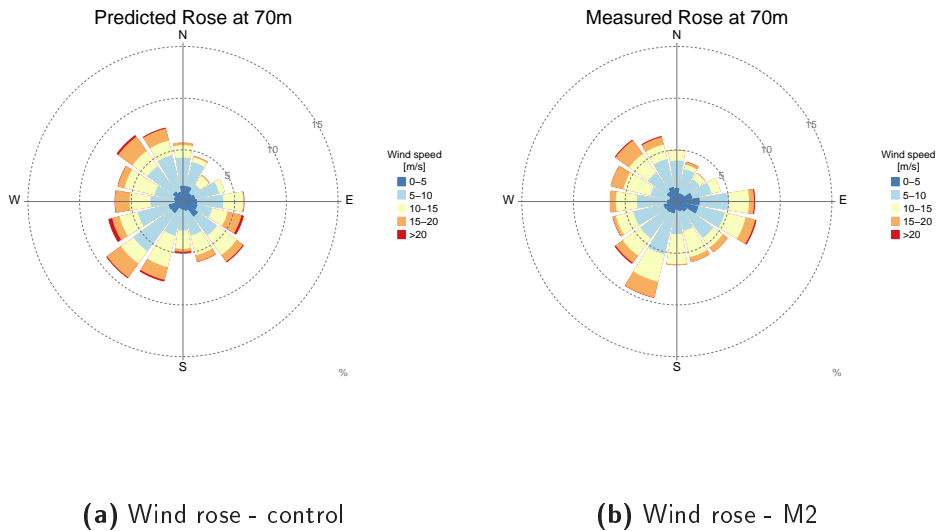 Predicted Rose at 70m
N
15
10
5
W
E
S
%
Wind speed
[m/s]
0–5
5–10
10–15
15–20
>20
(a) Wind rose - control
Measured Rose at 70m
N
15
10
5
W
E
S
%
Wind speed
[m/s]
0–5
5–10
10–15
15–20
>20
(b) Wind rose - M2